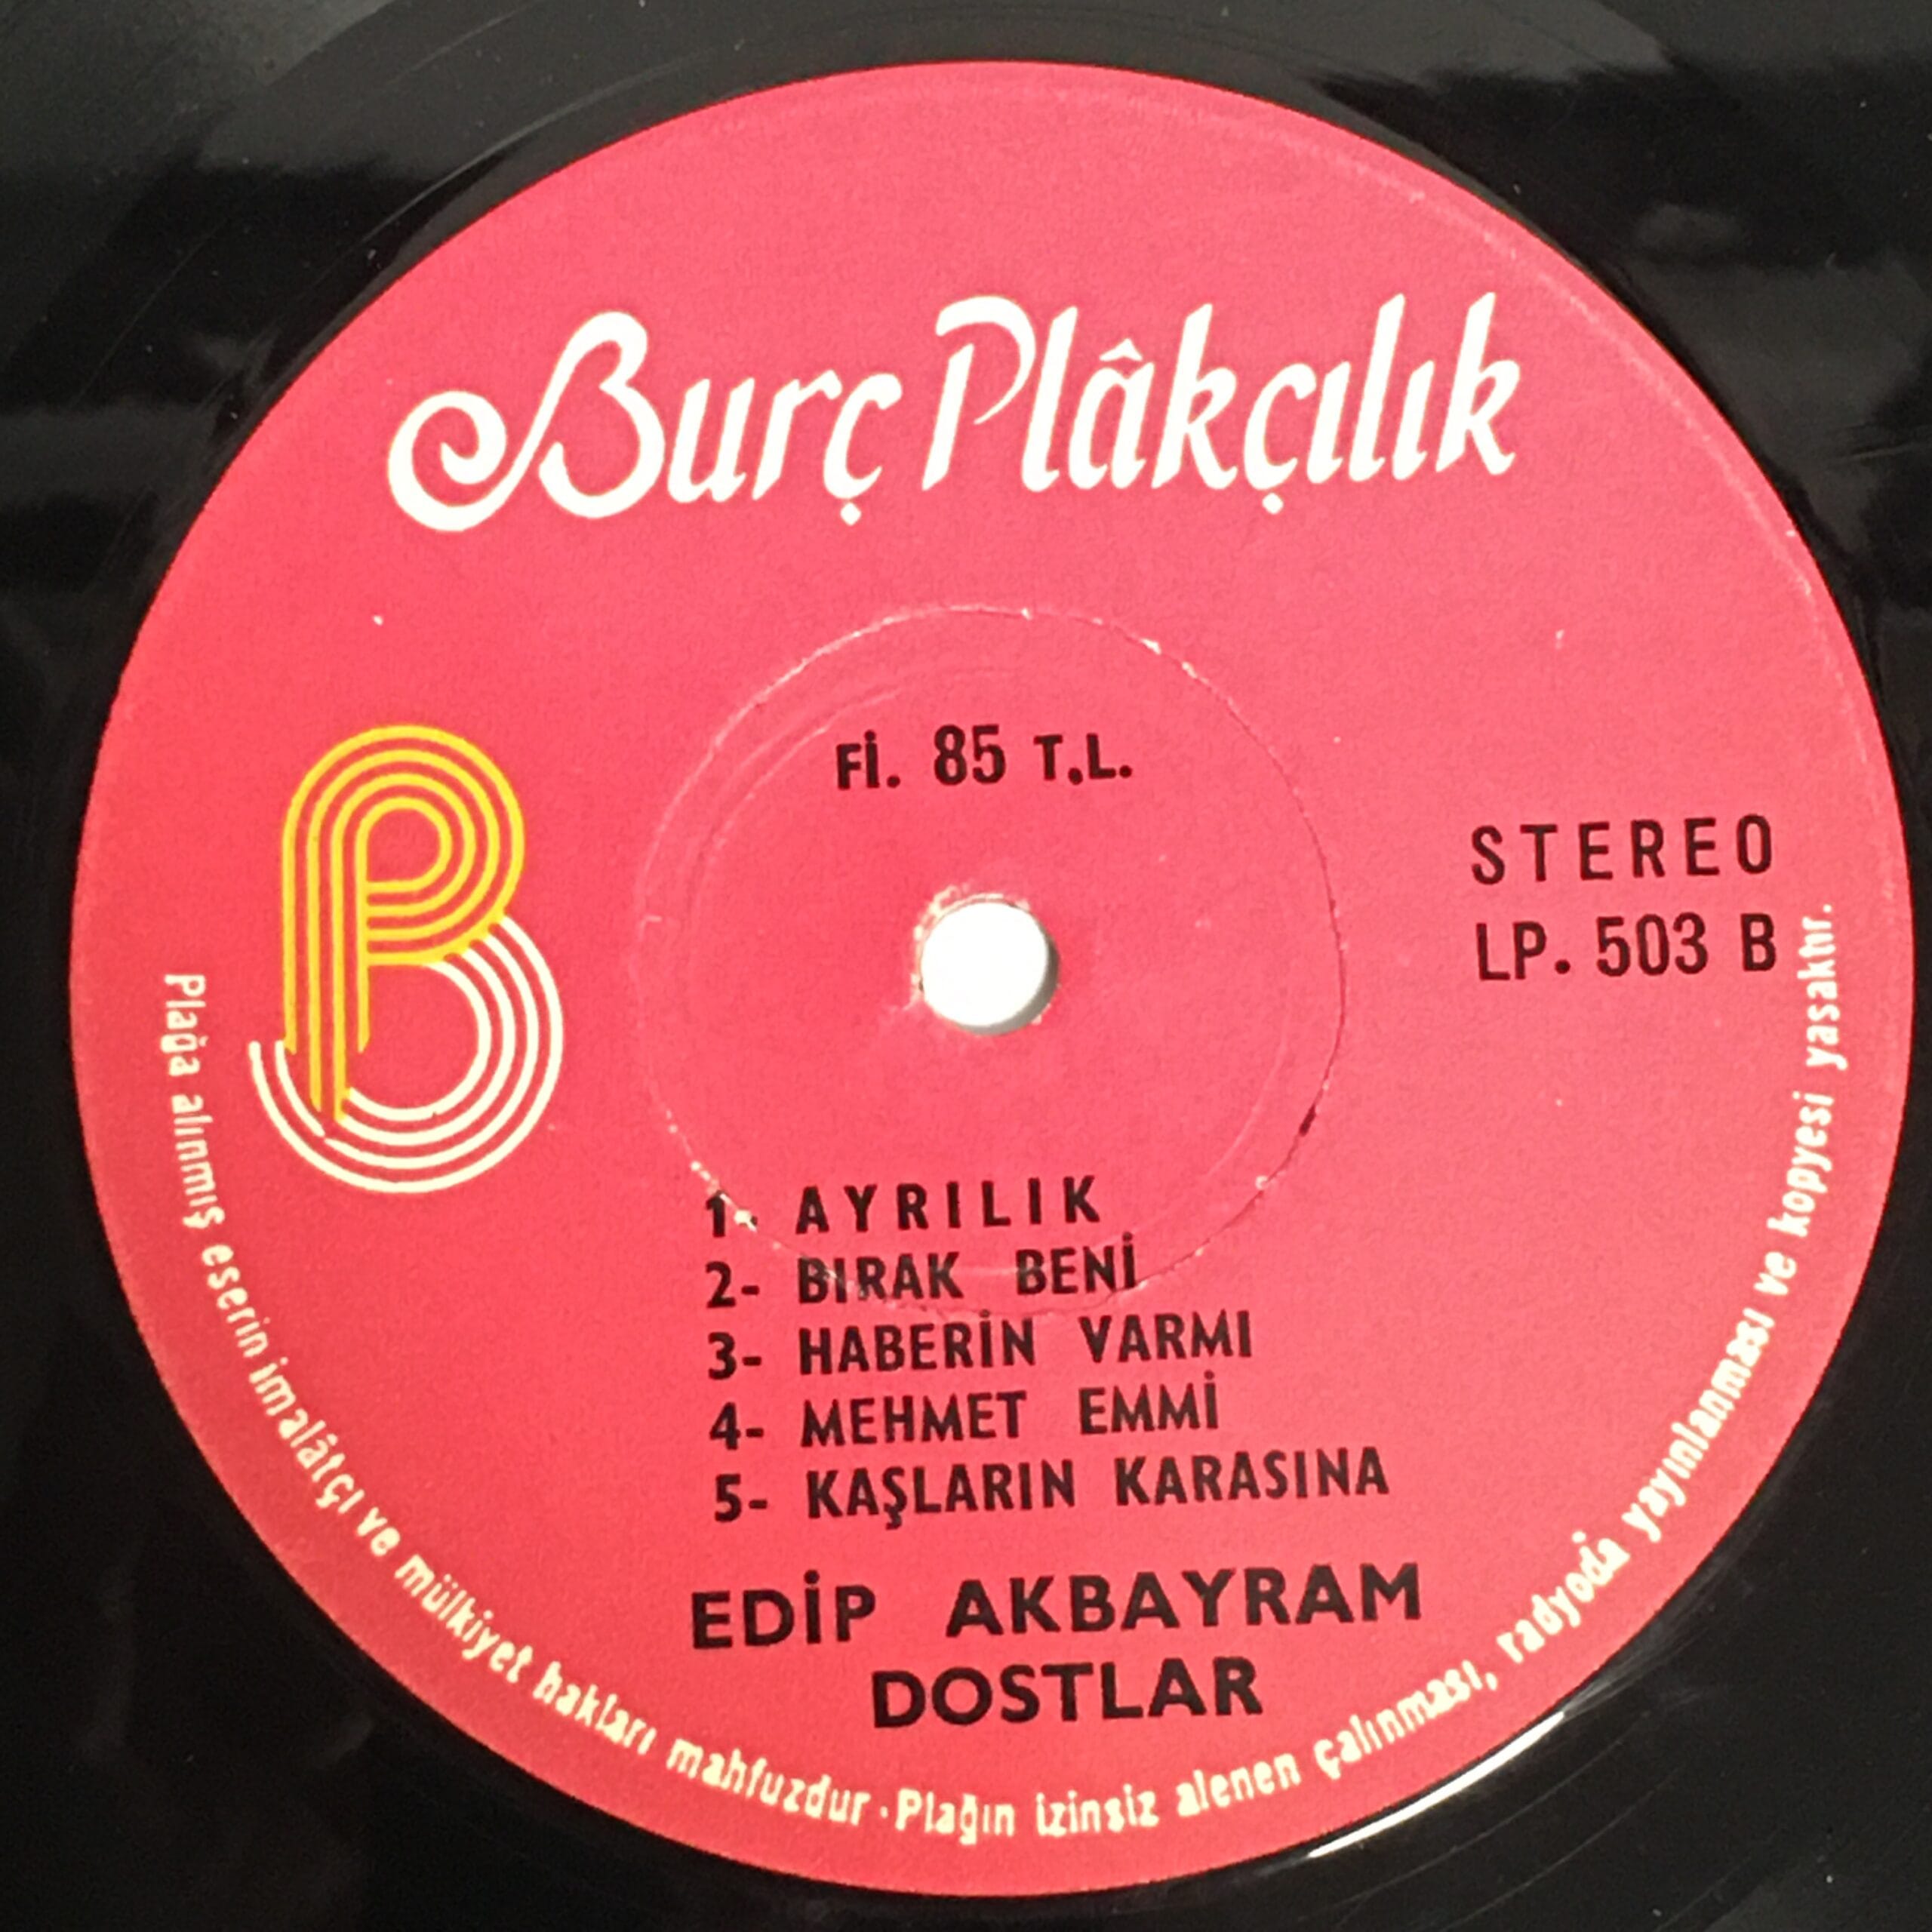 Burç Plâkçılık
Fİ. 85 T.L.
STEREO
LP. 503 B
1- AYRILIK
2- BIRAK BENİ
3- HABERİN VARMI
4- MEHMET EMMİ
5- KAŞLARIN KARASINA
EDİP AKBAYRAM
DOSTLAR
Plağa alınmış eserin imalâtçı ve mülkiyet hakları mahfuzdur. Plağın izinsiz alenen çalınması, radyoda yayınlanması ve kopyesi yasaktır.